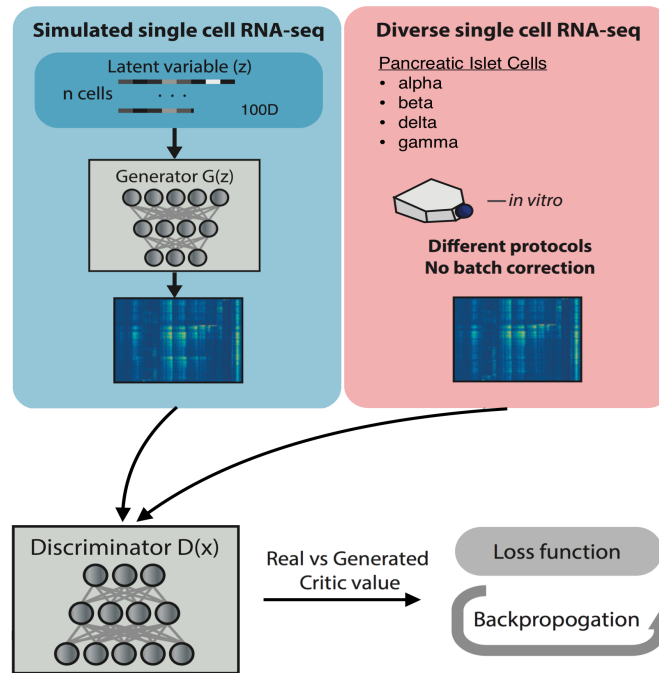 Simulated single cell RNA-seq
Latent variable (z)
n cells
. . .
100D
Generator G(z)
Diverse single cell RNA-seq
Pancreatic Islet Cells
• alpha
• beta
• delta
• gamma
—in vitro
Different protocols
No batch correction
Discriminator D(x)
Real vs Generated
Critic value
Loss function
Backpropogation